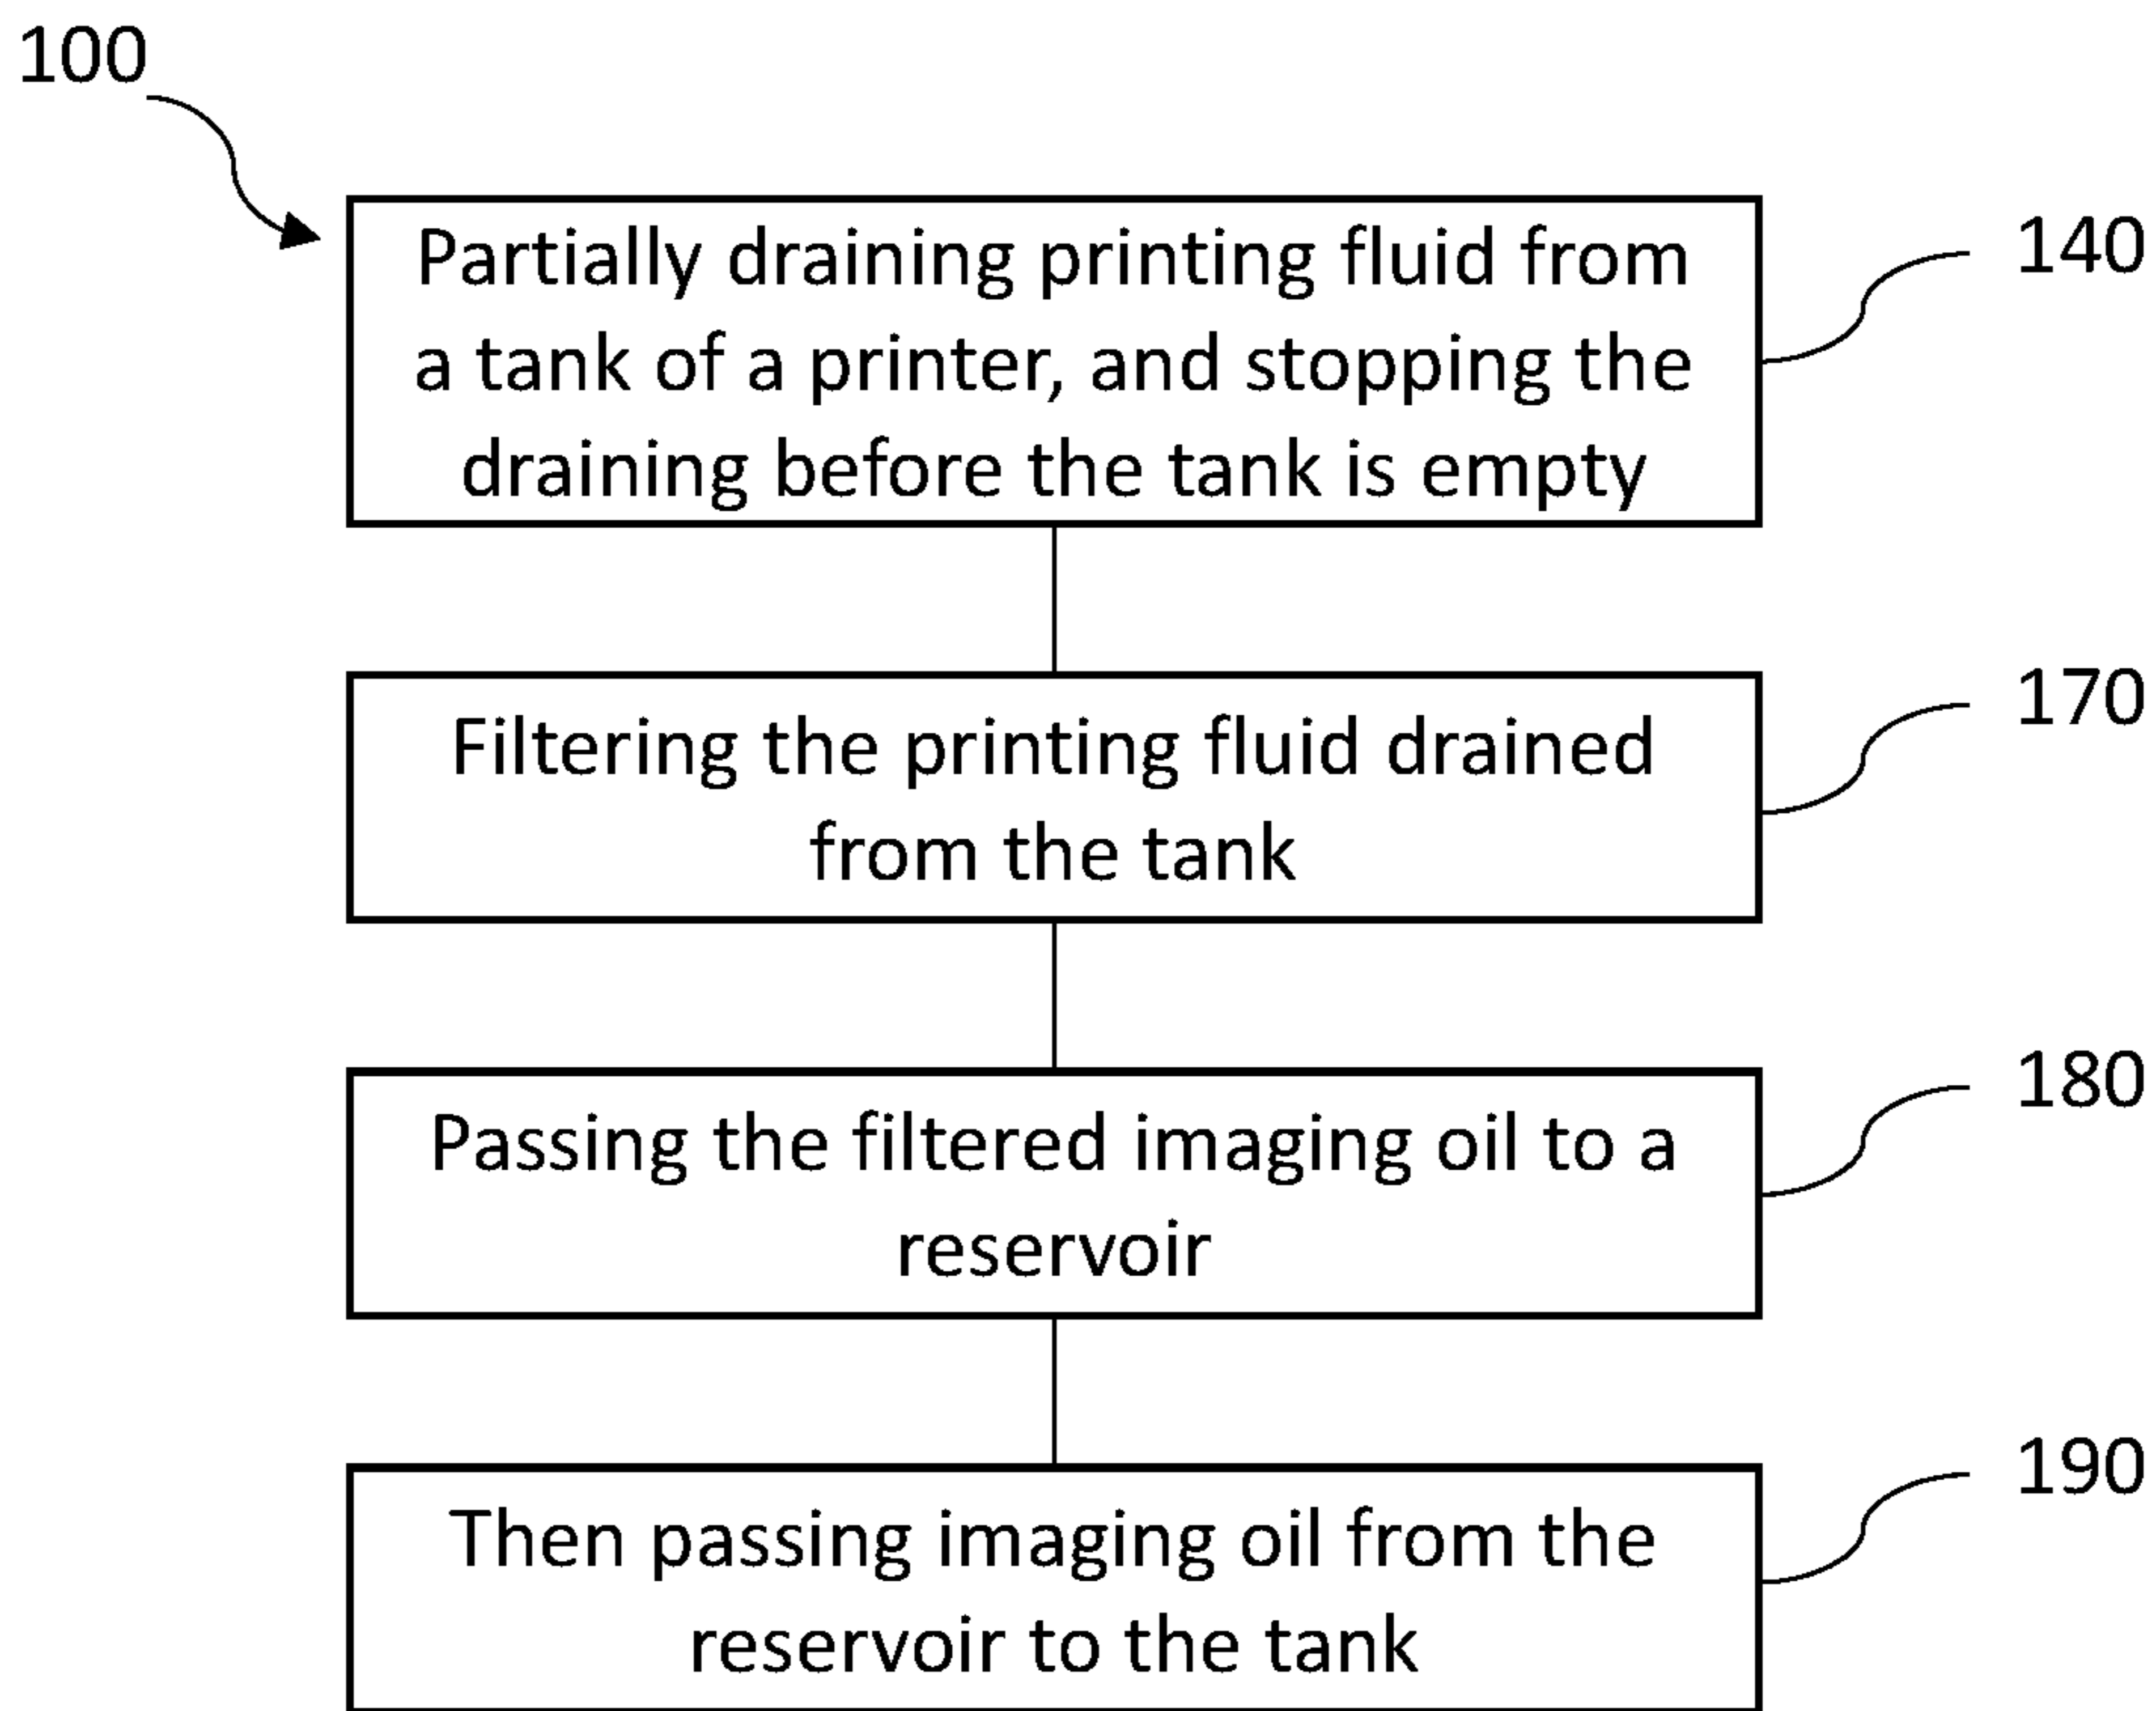 100
Partially draining printing fluid from
a tank of a printer, and stopping the
draining before the tank is empty
140
Filtering the printing fluid drained
from the tank
170
Passing the filtered imaging oil to a
reservoir
180
Then passing imaging oil from the
reservoir to the tank
190